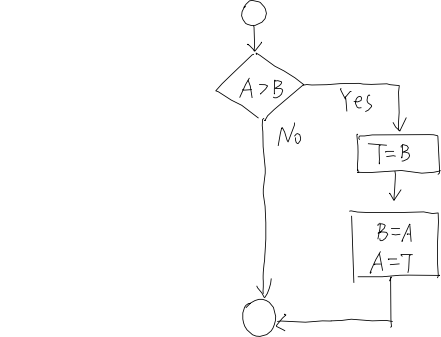 A>B
Yes
No
T=B
B=A
A=T